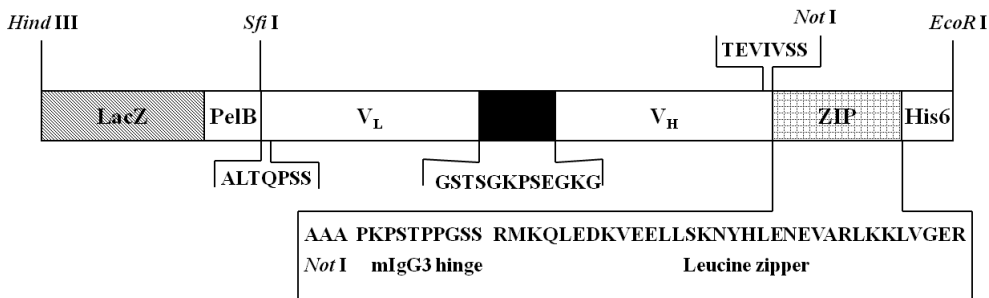 Hind III
Sfi I
Not I
EcoR I
TEVIVSS
LacZ
PelB
VL
VH
ZIP
His6
ALTQPSS
GSTSGKPSEGKG
AAA PKPSTPPGSS RMKQLEDKVEELLSKNYHLENEVARLKKLVGER
Not I mIgG3 hinge Leucine zipper